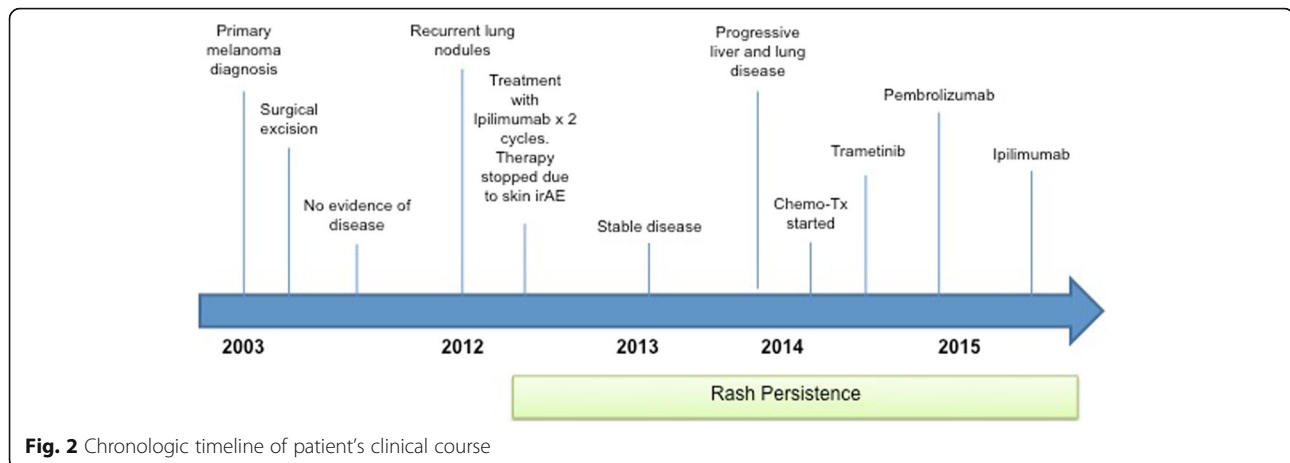 Primary
melanoma
diagnosis
Surgical
excision
No evidence of
disease
Recurrent lung
nodules
Treatment
with
Ipilimumab x 2
cycles.
Therapy
stopped due
to skin irAE
Stable disease
Progressive
liver and lung
disease
Chemo-Tx
started
Trametinib
Pembrolizumab
Ipilimumab
2003
2012
2013
2014
2015
Rash Persistence
Fig. 2 Chronologic timeline of patient's clinical course